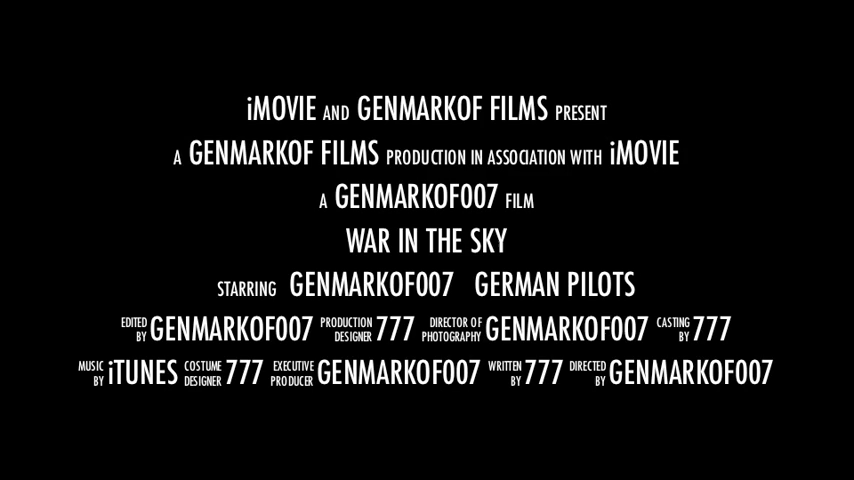 iMOVIE AND GENMARKOF FILMS PRESENT
A GENMARKOF FILMS PRODUCTION IN ASSOCIATION WITH iMOVIE
A GENMARKOF007 FILM
WAR IN THE SKY
STARRING GENMARKOF007 GERMAN PILOTS
EDITED BY GENMARKOF007 PRODUCTION DESIGNER 777 DIRECTOR OF PHOTOGRAPHY GENMARKOF007 CASTING BY 777
MUSIC BY iTUNES COSTUME DESIGNER 777 EXECUTIVE PRODUCER GENMARKOF007 WRITTEN BY 777 DIRECTED BY GENMARKOF007